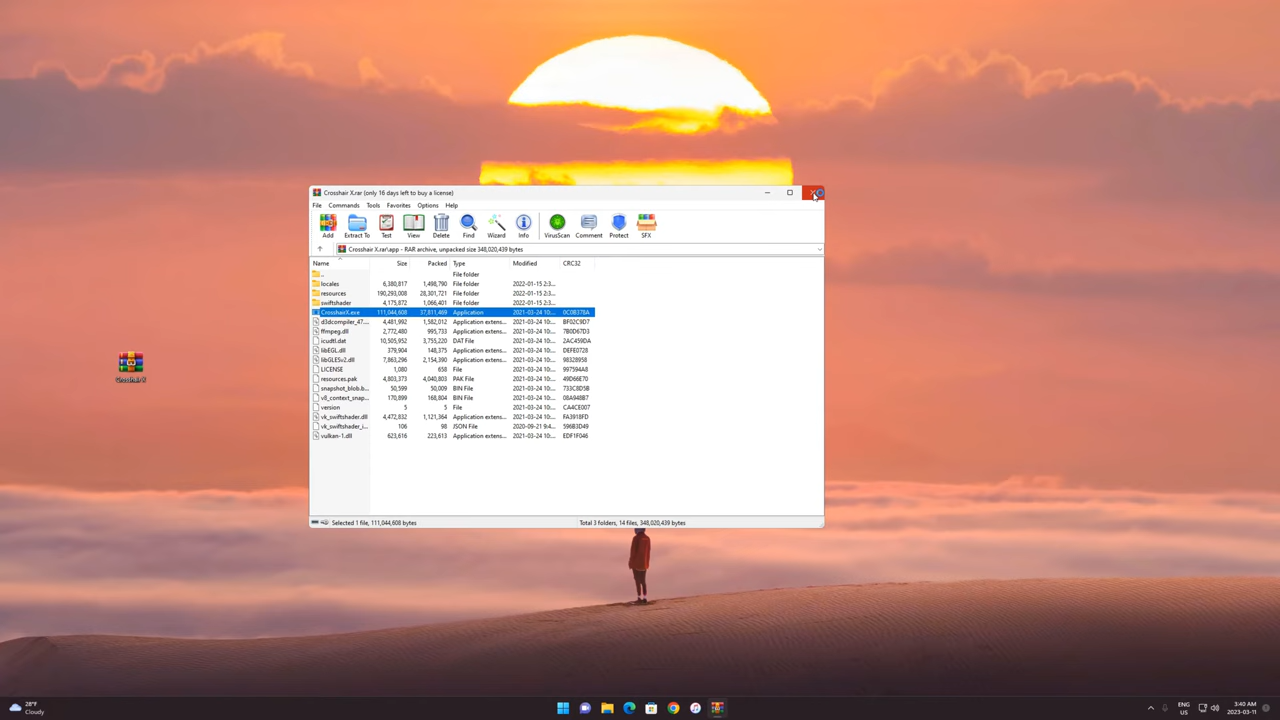 Crosshair X.rar (only 16 days left to buy a license)
File Commands Tools Favorites Options Help
Add Extract To Test View Delete Find Wizard Info VirusScan Comment Protect SFX
Crosshair X.rar\app - RAR archive, unpacked size 348,020,439 bytes
Name Size Packed Type Modified CRC32
.. File folder
locales 6,380,817 1,498,790 File folder 2022-01-15 2:3...
resources 190,293,008 28,301,721 File folder 2022-01-15 2:3...
swiftshader 4,175,872 1,066,401 File folder 2022-01-15 2:3...
CrosshairX.exe 111,044,608 37,811,469 Application 2021-03-24 10:... 0C0B378A
d3dcompiler_47.... 4,481,992 1,582,012 Application extens... 2021-03-24 10:... BF02C9D7
ffmpeg.dll 2,772,480 995,733 Application extens... 2021-03-24 10:... 7B0D67D3
icudtl.dat 10,505,952 3,755,220 DAT File 2021-03-24 10:... 2AC459DA
libEGL.dll 379,904 148,375 Application extens... 2021-03-24 10:... DEFE0728
libGLESv2.dll 7,863,296 2,154,390 Application extens... 2021-03-24 10:... 98328958
LICENSE 1,080 658 File 2021-03-24 10:... 997594A8
resources.pak 4,803,373 4,040,803 PAK File 2021-03-24 10:... 49D66E70
snapshot_blob.b... 50,599 50,009 BIN File 2021-03-24 10:... 733C8D5B
v8_context_snap... 170,899 168,804 BIN File 2021-03-24 10:... 08A948B7
version 5 5 File 2021-03-24 10:... CA4CE007
vk_swiftshader.dll 4,472,832 1,121,364 Application extens... 2021-03-24 10:... FA3918FD
vk_swiftshader_i... 106 98 JSON File 2020-09-21 9:4... 596B3D49
vulkan-1.dll 623,616 223,613 Application extens... 2021-03-24 10:... EDF1F046
Selected 1 file, 111,044,608 bytes Total 3 folders, 14 files, 348,020,439 bytes
Crosshair X
28°F
Cloudy
ENG
US
3:40 AM
2023-03-11